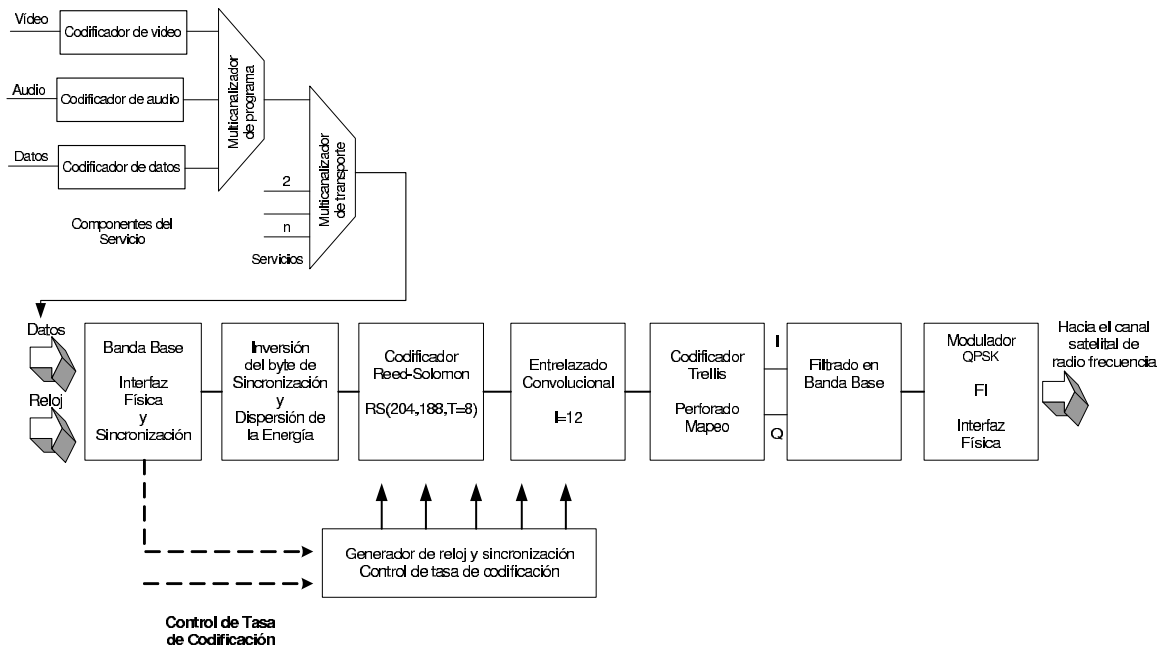 Vídeo
Codificador de video
Audio
Codificador de audio
Datos
Codificador de datos
Multicanalizador
de programa
Componentes del
Servicio
2
n
Servicios
Multicanalizador
de transporte
Datos
Reloj
Banda Base
Interfaz
Física
y
Sincronización
Inversión
del byte de
Sincronización
y
Dispersión de
la Energía
Codificador
Reed-Solomon
RS(204,,188,T=8)
Entrelazado
Convolucional
I=12
Codificador
Trellis
Perforado
Mapeo
I
Q
Filtrado en
Banda Base
Modulador
QPSK
FI
Interfaz
Física
Hacia el canal
satelital de
radio frecuencia
Generador de reloj y sincronización
Control de tasa de codificación
Control de Tasa
de Codificación